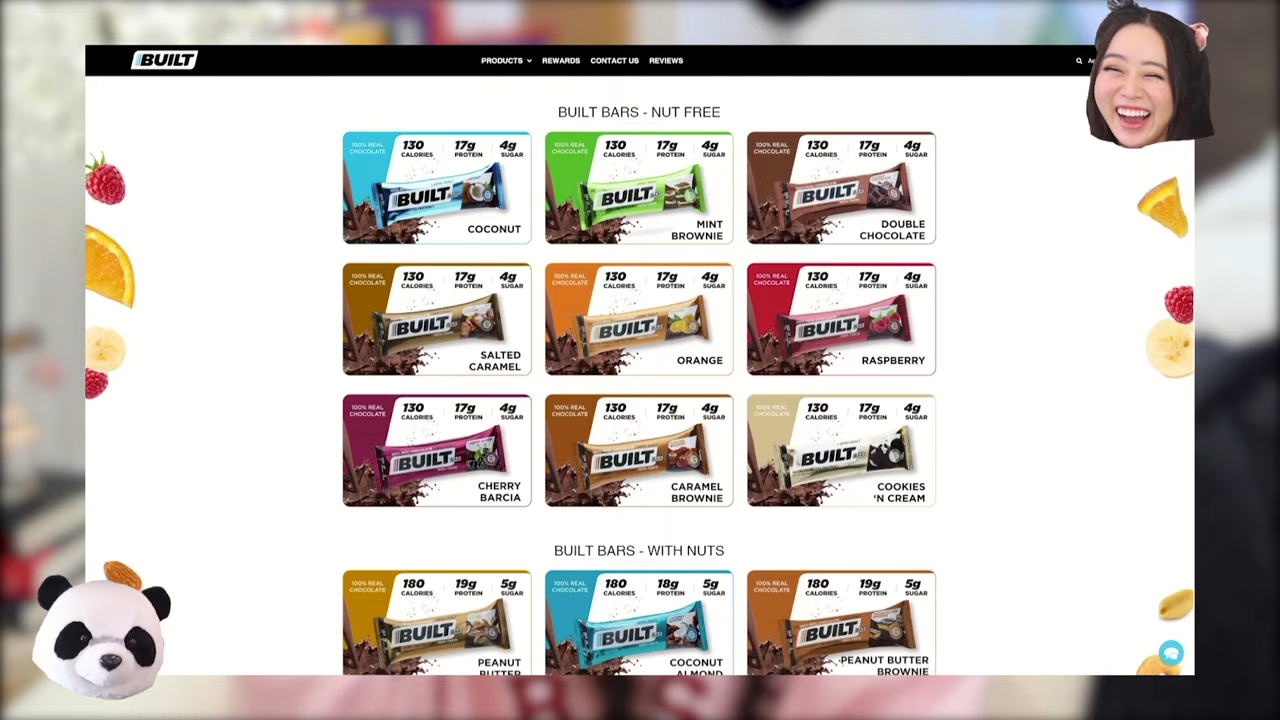 BUILT
PRODUCTS REWARDS CONTACT US REVIEWS
BUILT BARS - NUT FREE
100% REAL CHOCOLATE
130 CALORIES 17g PROTEIN 4g SUGAR
BUILT
COCONUT
100% REAL CHOCOLATE
130 CALORIES 17g PROTEIN 4g SUGAR
BUILT
MINT
BROWNIE
100% REAL CHOCOLATE
130 CALORIES 17g PROTEIN 4g SUGAR
BUILT
DOUBLE
CHOCOLATE
100% REAL CHOCOLATE
130 CALORIES 17g PROTEIN 4g SUGAR
BUILT
SALTED
CARAMEL
100% REAL CHOCOLATE
130 CALORIES 17g PROTEIN 4g SUGAR
BUILT
ORANGE
100% REAL CHOCOLATE
130 CALORIES 17g PROTEIN 4g SUGAR
BUILT
RASPBERRY
100% REAL CHOCOLATE
130 CALORIES 17g PROTEIN 4g SUGAR
BUILT
CHERRY
BARCIA
100% REAL CHOCOLATE
130 CALORIES 17g PROTEIN 4g SUGAR
BUILT
CARAMEL
BROWNIE
100% REAL CHOCOLATE
130 CALORIES 17g PROTEIN 4g SUGAR
BUILT
COOKIES
'N CREAM
BUILT BARS - WITH NUTS
100% REAL CHOCOLATE
180 CALORIES 19g PROTEIN 5g SUGAR
BUILT
PEANUT
BUTTER
100% REAL CHOCOLATE
180 CALORIES 18g PROTEIN 5g SUGAR
BUILT
COCONUT
ALMOND
100% REAL CHOCOLATE
180 CALORIES 19g PROTEIN 5g SUGAR
BUILT
PEANUT BUTTER
BROWNIE